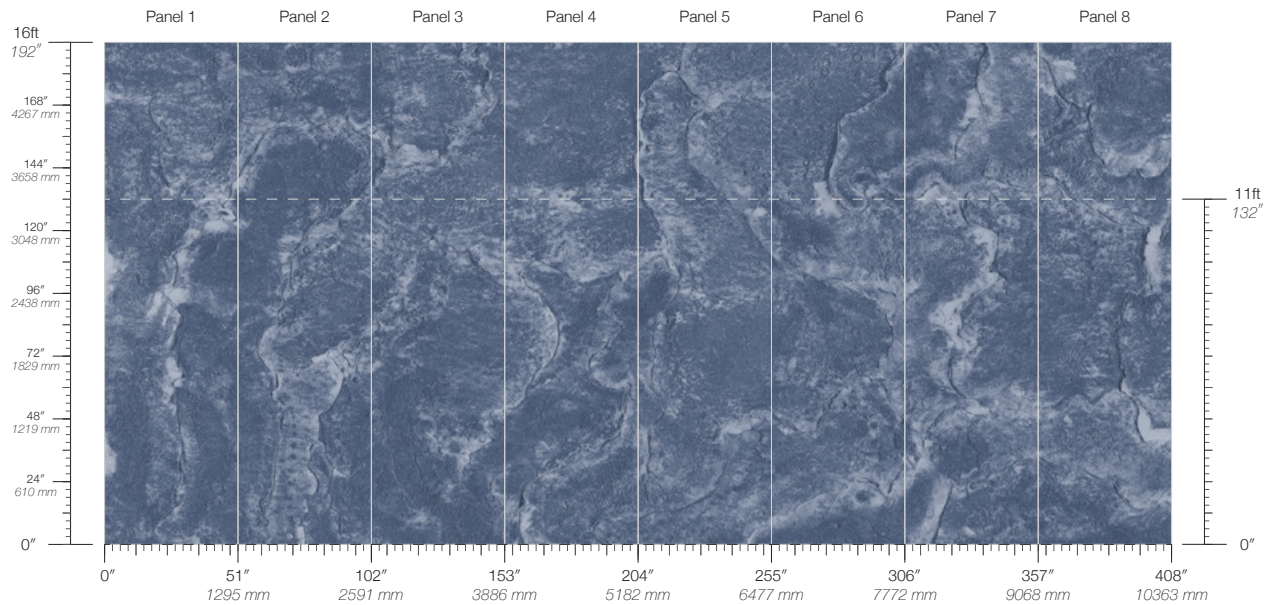 Panel 1 Panel 2 Panel 3 Panel 4 Panel 5 Panel 6 Panel 7 Panel 8
16ft
192″
168″
4267 mm
144″
3658 mm
120″
3048 mm
96″
2438 mm
72″
1829 mm
48″
1219 mm
24″
610 mm
0″
11ft
132″
0″
0″ 51″ 102″ 153″ 204″ 255″ 306″ 357″ 408″
1295 mm 2591 mm 3886 mm 5182 mm 6477 mm 7772 mm 9068 mm 10363 mm